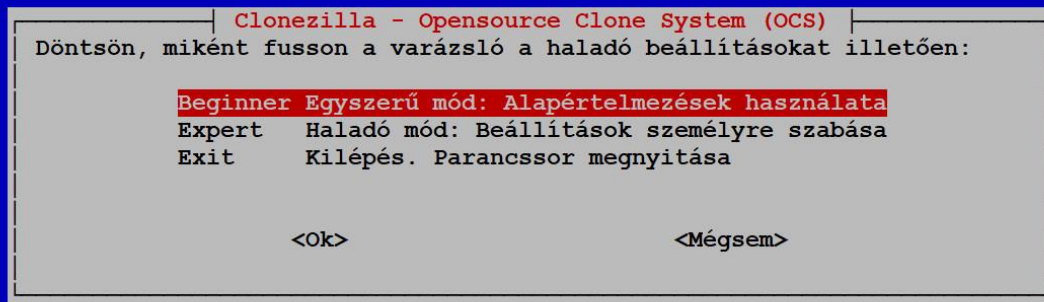 Clonezilla - Opensource Clone System (OCS)
Döntsön, miként fusson a varázsló a haladó beállításokat illetően:
Beginner Egyszerű mód: Alapértelmezések használata
Expert Haladó mód: Beállítások személyre szabása
Exit Kilépés. Parancssor megnyitása
<Ok> <Mégsem>